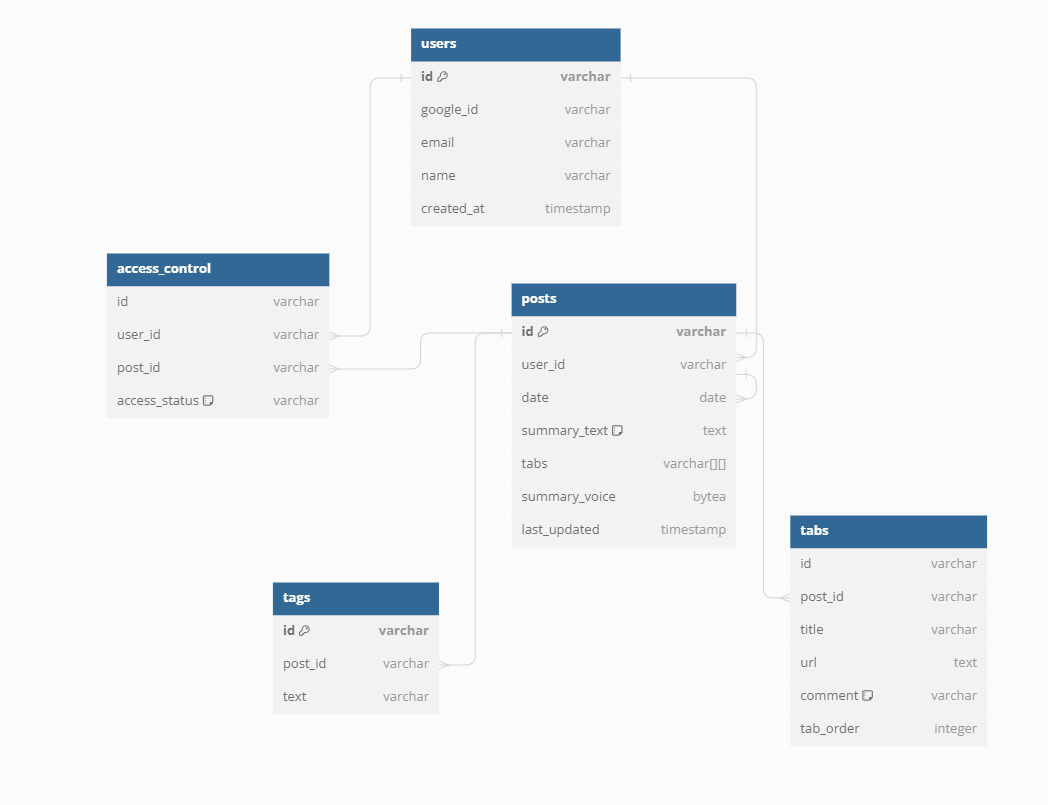 users
id varchar
google_id varchar
email varchar
name varchar
created_at timestamp
access_control
id varchar
user_id varchar
post_id varchar
access_status varchar
posts
id varchar
user_id varchar
date date
summary_text text
tabs varchar[][]
summary_voice bytea
last_updated timestamp
tabs
id varchar
post_id varchar
title varchar
url text
comment varchar
tab_order integer
tags
id varchar
post_id varchar
text varchar